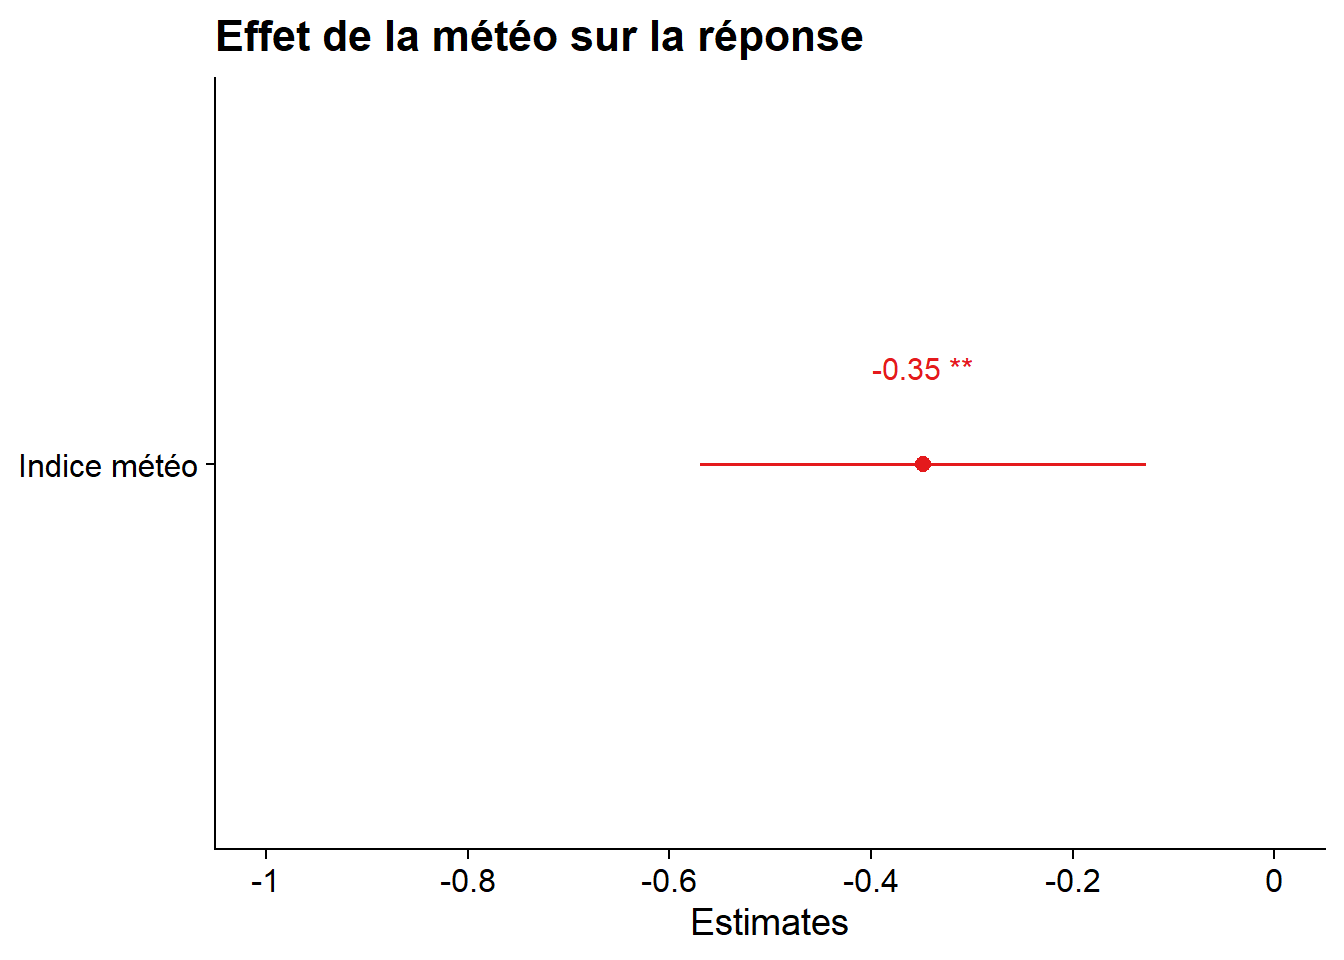 Effet de la météo sur la réponse
-0.35 **
Indice météo
-1 -0.8 -0.6 -0.4 -0.2 0
Estimates